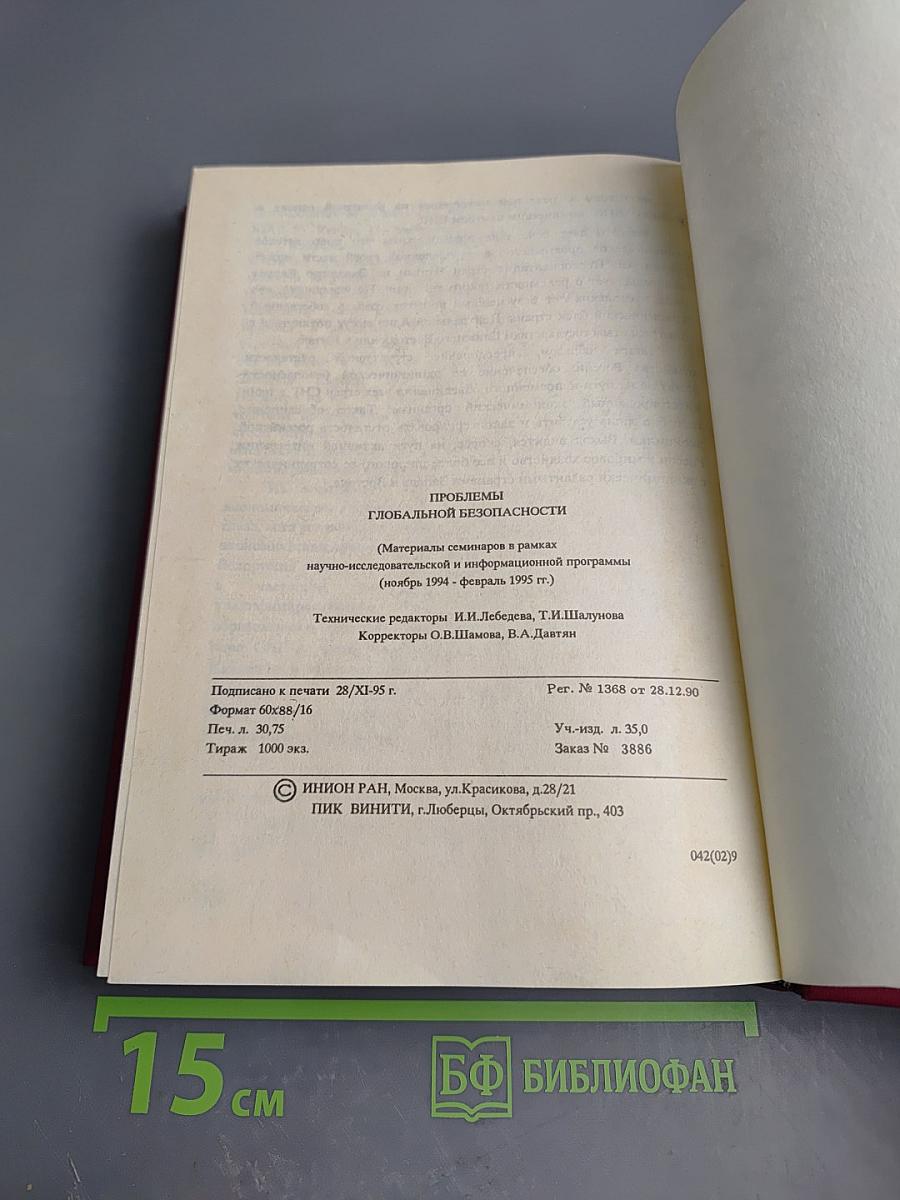 ПРОБЛЕМЫ
ГЛОБАЛЬНОЙ БЕЗОПАСНОСТИ
(Материалы семинаров в рамках
научно-исследовательской и информационной программы
(ноябрь 1994 - февраль 1995 гг.)
Технические редакторы И.И.Лебедева, Т.И.Шалунова
Корректоры О.В.Шамова, В.А.Давтян
Подписано к печати 28/XI-95 г. Рег. № 1368 от 28.12.90
Формат 60х88/16
Печ. л. 30,75 Уч.-изд. л. 35,0
Тираж 1000 экз. Заказ № 3886
© ИНИОН РАН, Москва, ул.Красикова, д.28/21
ПИК ВИНИТИ, г.Люберцы, Октябрьский пр., 403
042(02)9
15 см БФ БИБЛИОФАН